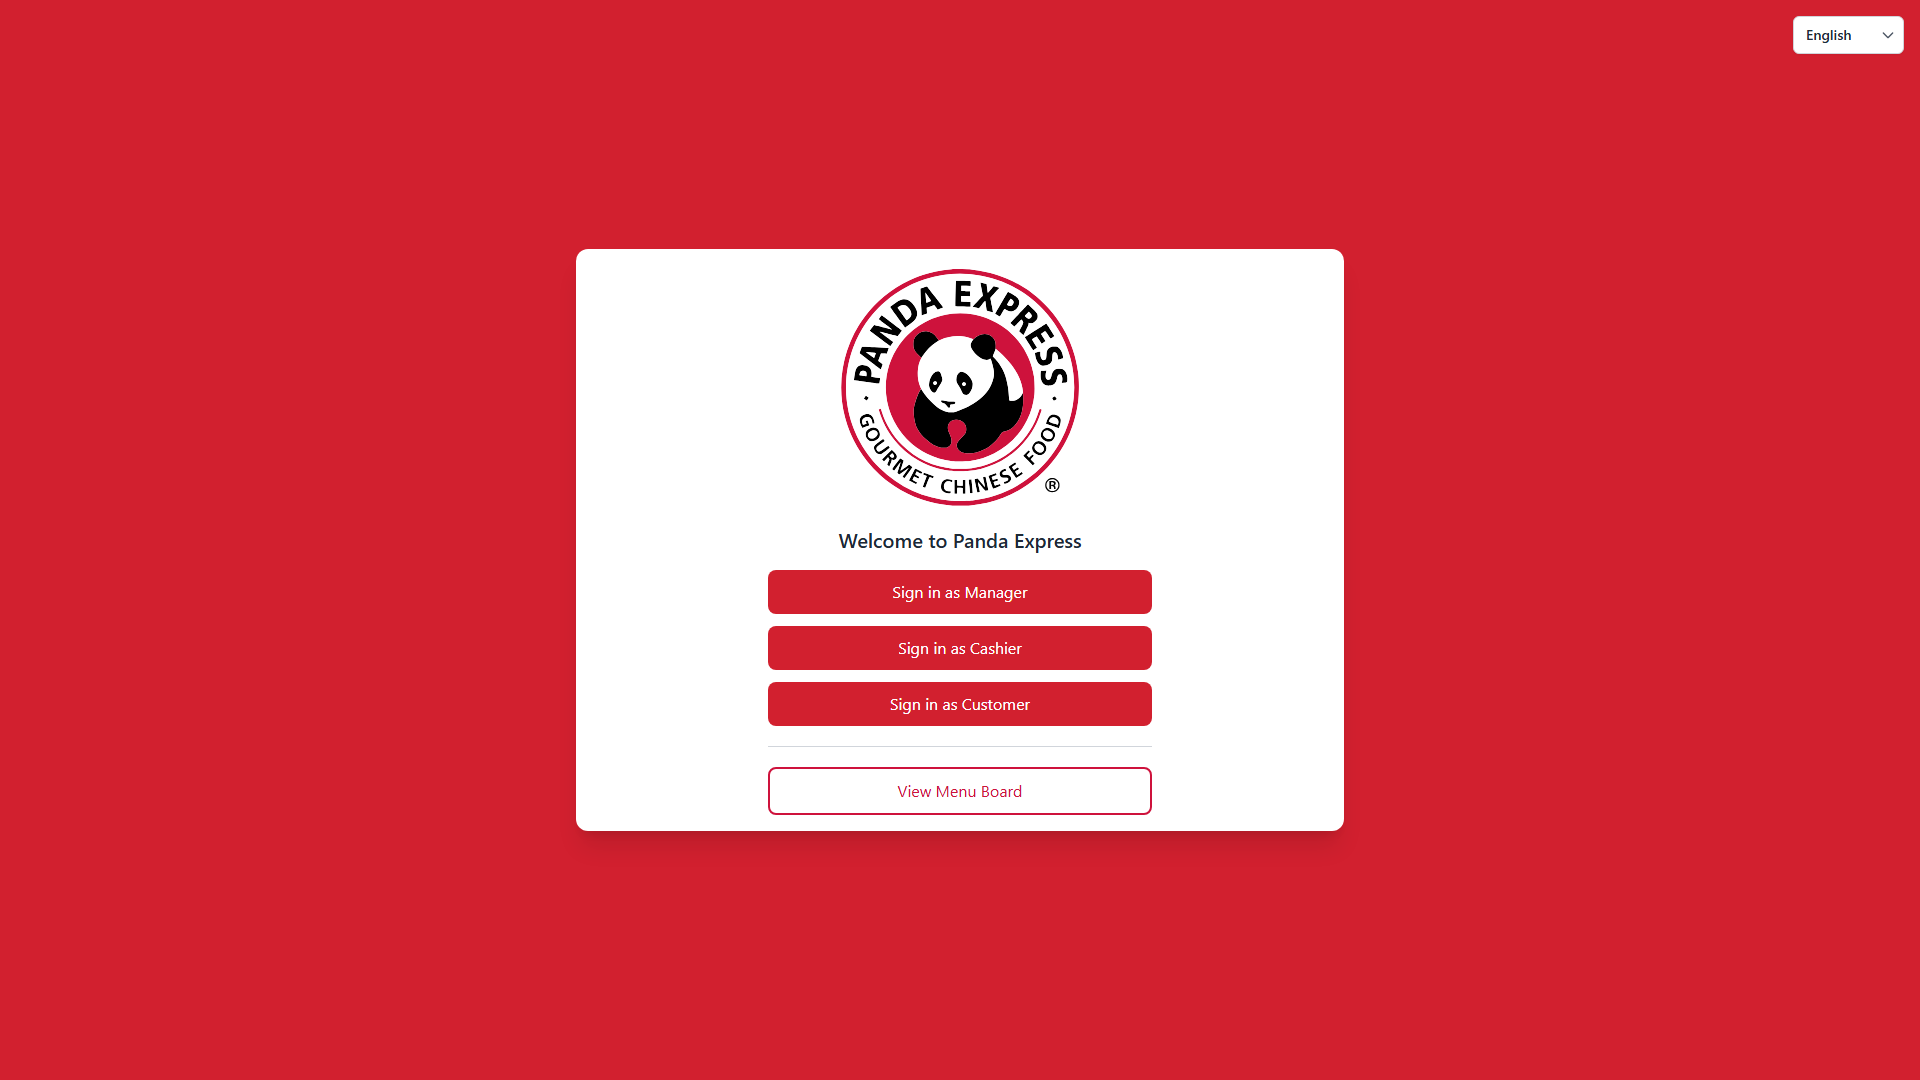 English
PANDA EXPRESS
· GOURMET CHINESE FOOD ·
®
Welcome to Panda Express
Sign in as Manager
Sign in as Cashier
Sign in as Customer
View Menu Board